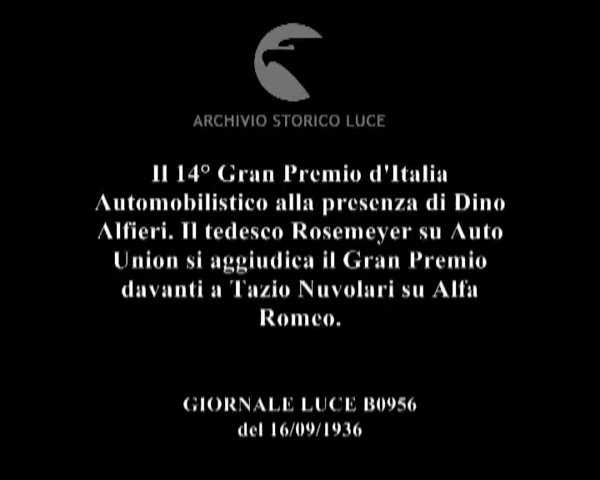 ARCHIVIO STORICO LUCE
Il 14° Gran Premio d'Italia
Automobilistico alla presenza di Dino
Alfieri. Il tedesco Rosemeyer su Auto
Union si aggiudica il Gran Premio
davanti a Tazio Nuvolari su Alfa
Romeo.
GIORNALE LUCE B0956
del 16/09/1936